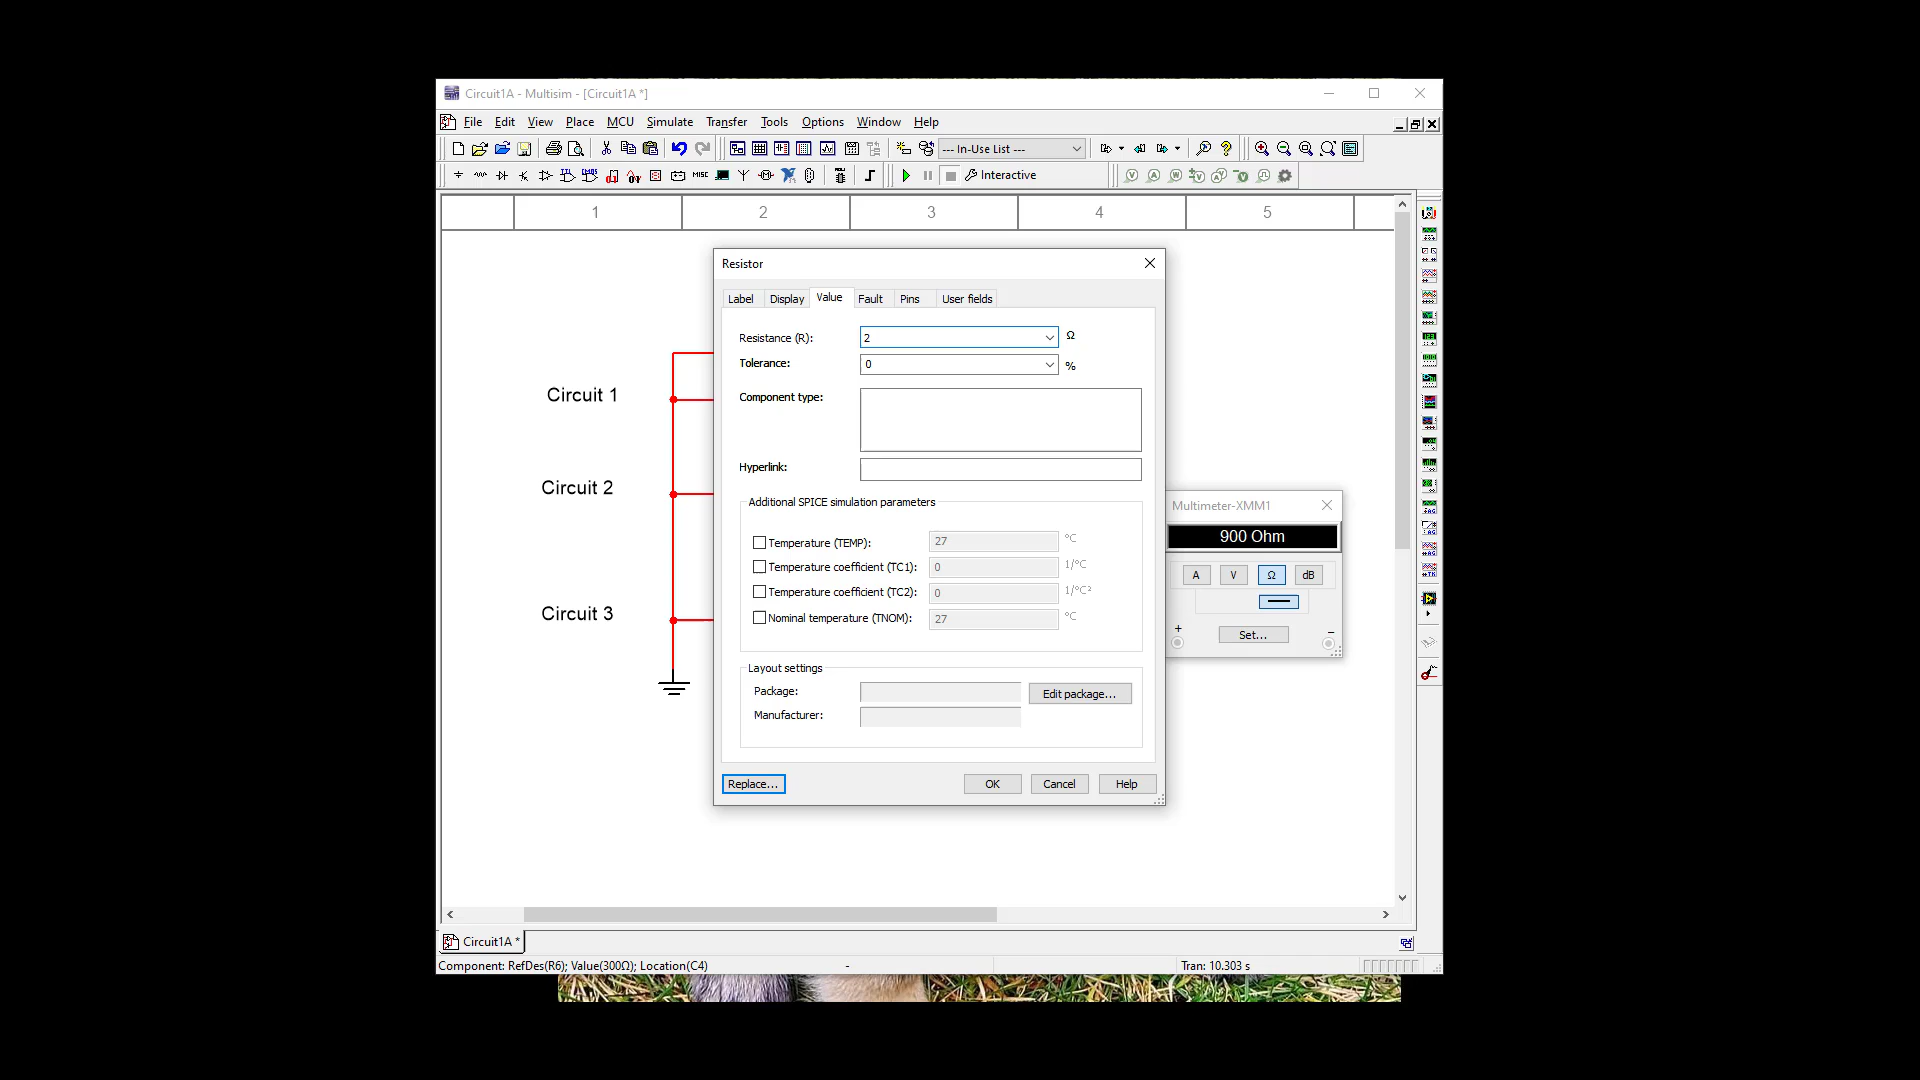 Circuit1A - Multisim - [Circuit1A *]
File Edit View Place MCU Simulate Transfer Tools Options Window Help
--- In-Use List ---
MISC Interactive
1 2 3 4 5
Resistor
Label Display Value Fault Pins User fields
Resistance (R): 2 Ω
Tolerance: 0 %
Component type:
Hyperlink:
Additional SPICE simulation parameters
Temperature (TEMP): 27 °C
Temperature coefficient (TC1): 0 1/°C
Temperature coefficient (TC2): 0 1/°C²
Nominal temperature (TNOM): 27 °C
Layout settings
Package: Edit package...
Manufacturer:
Replace... OK Cancel Help
Circuit 1
Circuit 2
Circuit 3
Multimeter-XMM1
900 Ohm
A V Ω dB
+ −
Set...
Circuit1A *
Component: RefDes(R6); Value(300Ω); Location(C4) - Tran: 10.303 s